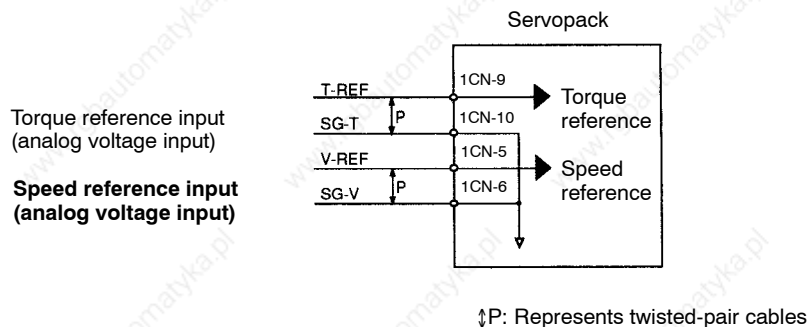 Servopack
T-REF
1CN-9
Torque
reference
Torque reference input
(analog voltage input)
P
SG-T
1CN-10
V-REF
1CN-5
Speed
reference
Speed reference input
(analog voltage input)
P
SG-V
1CN-6
↕P: Represents twisted-pair cables